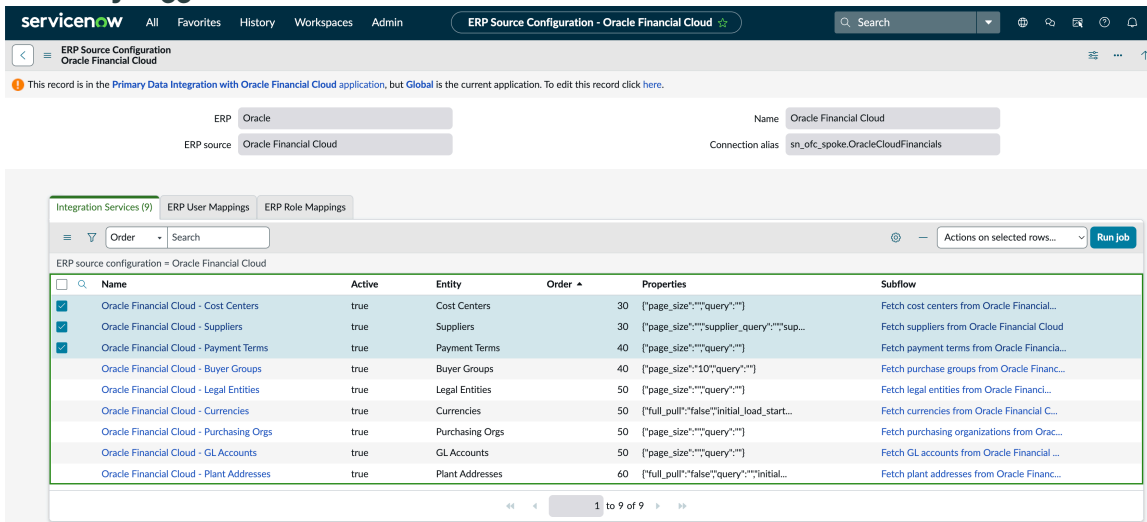 servicenow All Favorites History Workspaces Admin ERP Source Configuration - Oracle Financial Cloud ☆ Search
ERP Source Configuration
Oracle Financial Cloud
This record is in the Primary Data Integration with Oracle Financial Cloud application, but Global is the current application. To edit this record click here.
ERP Oracle Name Oracle Financial Cloud
ERP source Oracle Financial Cloud Connection alias sn_ofc_spoke.OracleCloudFinancials
Integration Services (9) ERP User Mappings ERP Role Mappings
Order Search Actions on selected rows... Run job
ERP source configuration = Oracle Financial Cloud
Name Active Entity Order ▲ Properties Subflow
Oracle Financial Cloud - Cost Centers true Cost Centers 30 {"page_size":"","query":""} Fetch cost centers from Oracle Financial...
Oracle Financial Cloud - Suppliers true Suppliers 30 {"page_size":"","supplier_query":"","sup... Fetch suppliers from Oracle Financial Cloud
Oracle Financial Cloud - Payment Terms true Payment Terms 40 {"page_size":"","query":""} Fetch payment terms from Oracle Financia...
Oracle Financial Cloud - Buyer Groups true Buyer Groups 40 {"page_size":"10","query":""} Fetch purchase groups from Oracle Financ...
Oracle Financial Cloud - Legal Entities true Legal Entities 50 {"page_size":"","query":""} Fetch legal entities from Oracle Financi...
Oracle Financial Cloud - Currencies true Currencies 50 {"full_pull":"false","initial_load_start... Fetch currencies from Oracle Financial C...
Oracle Financial Cloud - Purchasing Orgs true Purchasing Orgs 50 {"page_size":"","query":""} Fetch purchasing organizations from Orac...
Oracle Financial Cloud - GL Accounts true GL Accounts 50 {"page_size":"","query":""} Fetch GL accounts from Oracle Financial ...
Oracle Financial Cloud - Plant Addresses true Plant Addresses 60 {"full_pull":"false","query":"","initial... Fetch plant addresses from Oracle Financ...
1 to 9 of 9